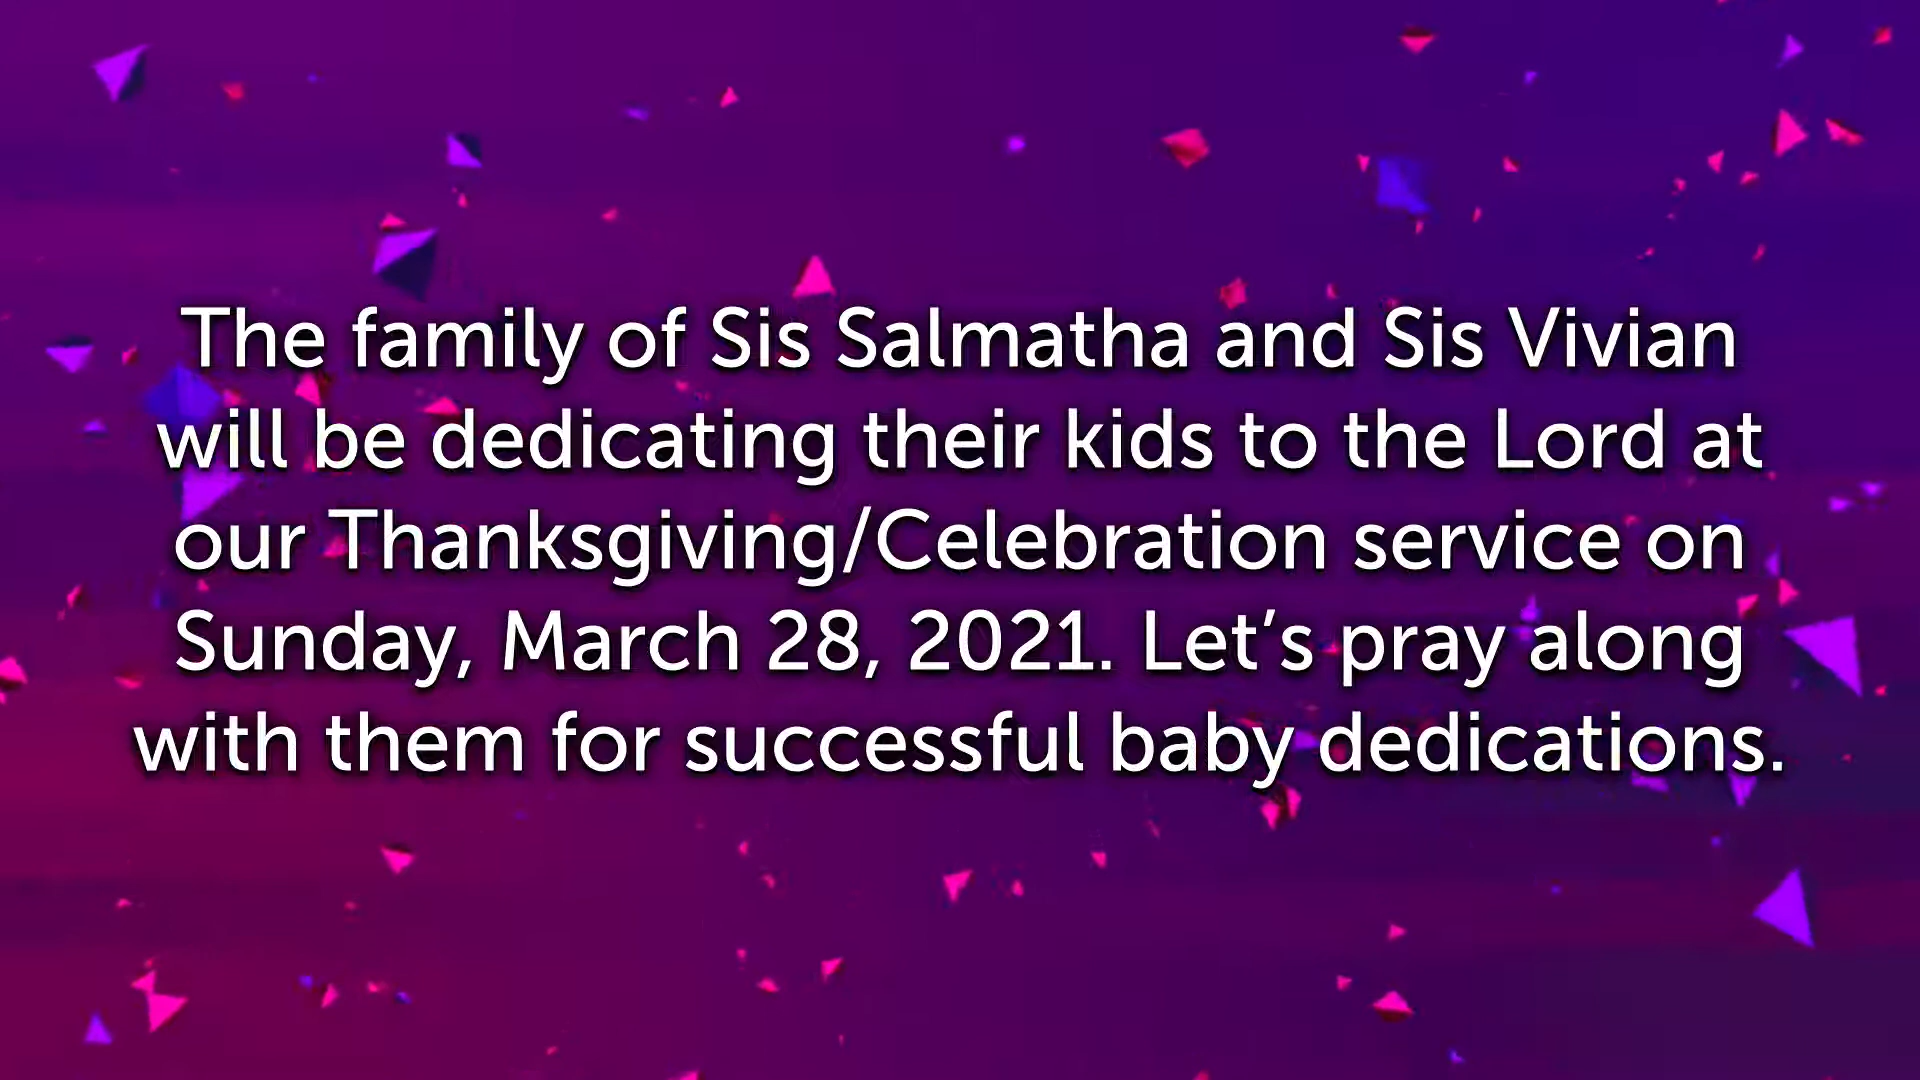 The family of Sis Salmatha and Sis Vivian
will be dedicating their kids to the Lord at
our Thanksgiving/Celebration service on
Sunday, March 28, 2021. Let’s pray along
with them for successful baby dedications.